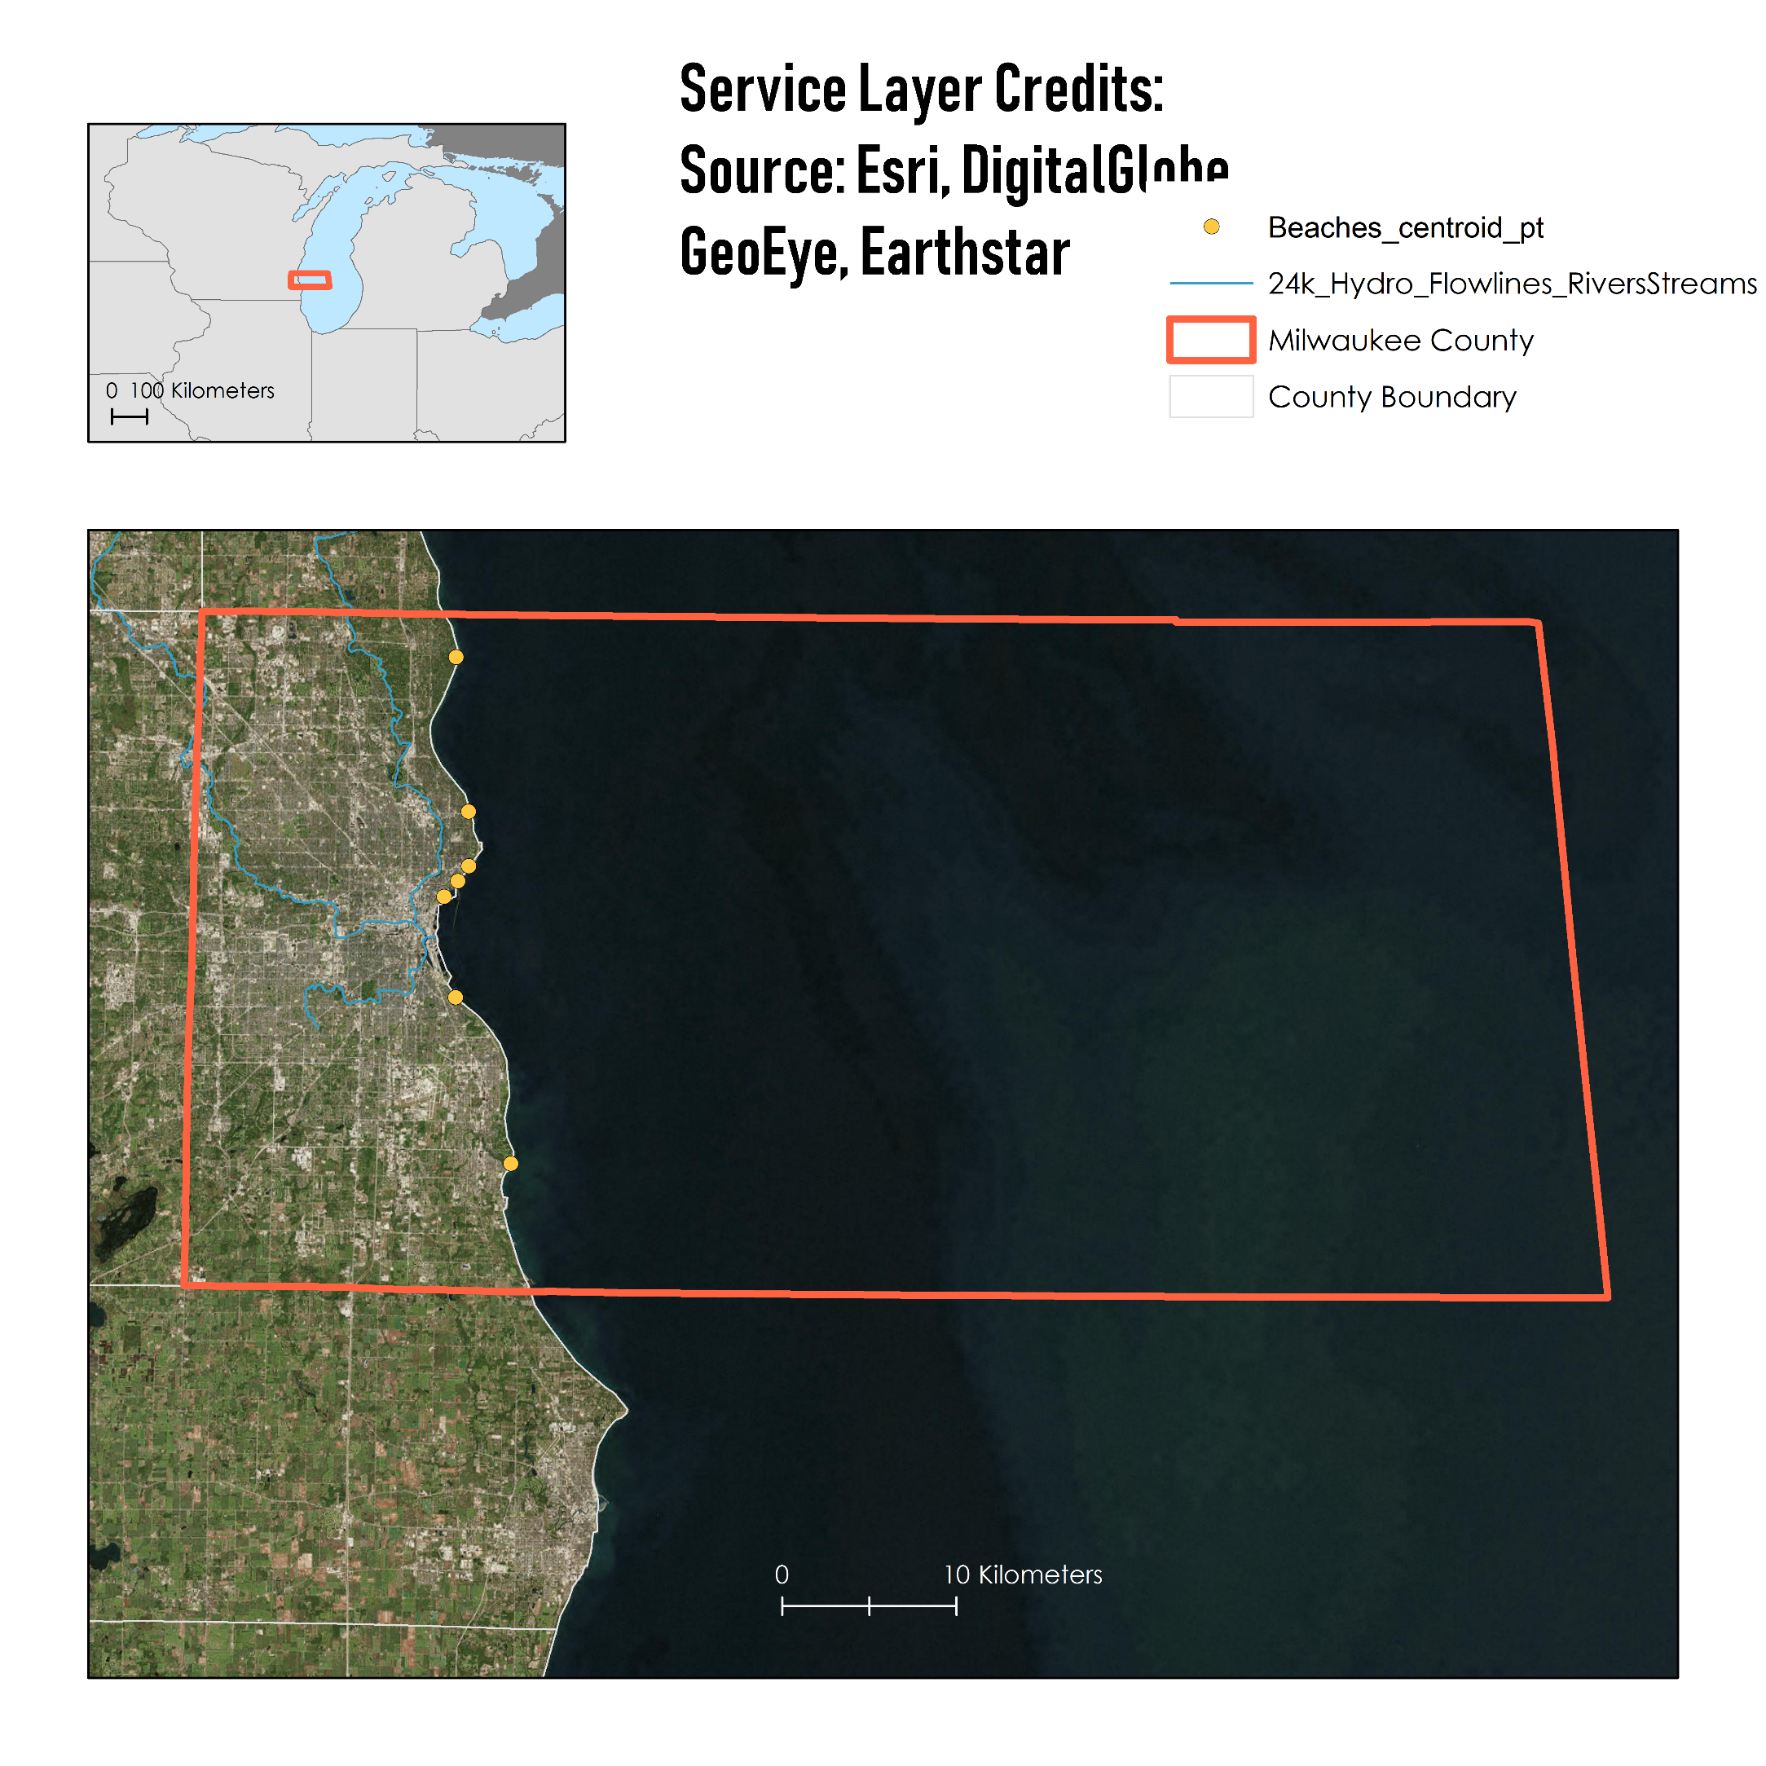 Service Layer Credits:
Source: Esri, DigitalGlobe
GeoEye, Earthstar
Beaches_centroid_pt
24k_Hydro_Flowlines_RiversStreams
Milwaukee County
County Boundary
0 100 Kilometers
0 10 Kilometers